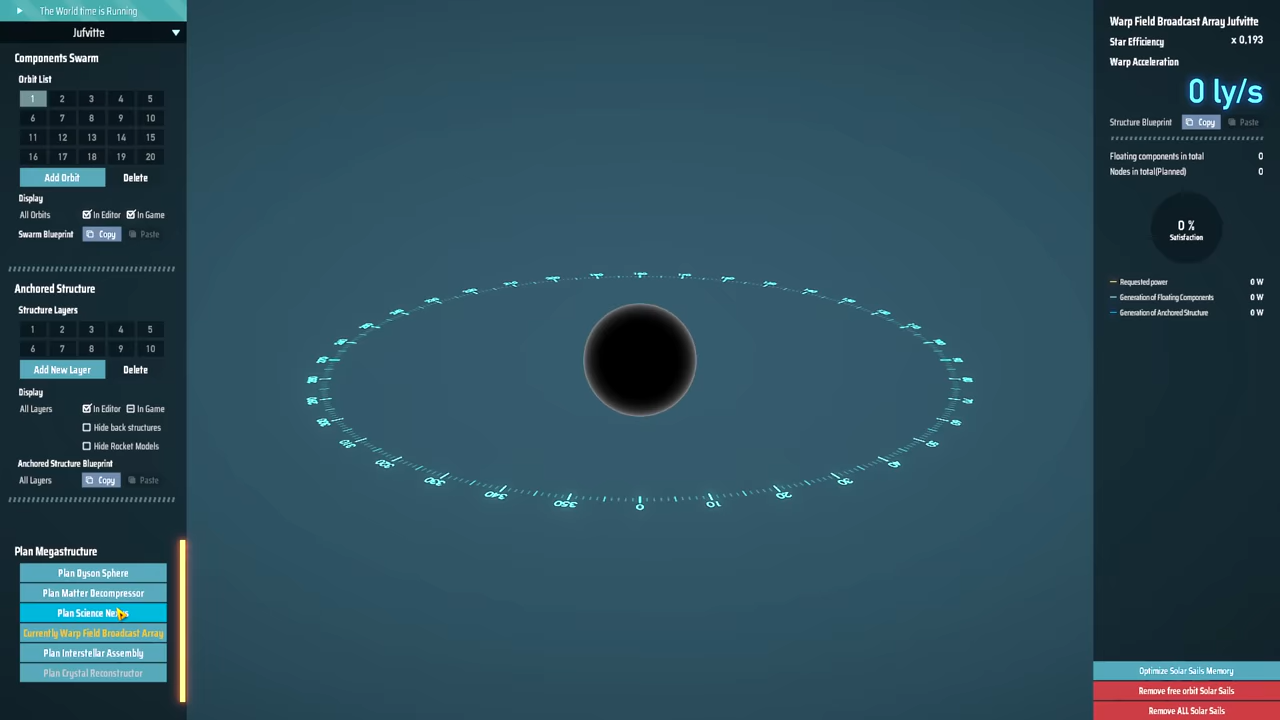 The World time is Running
Jufvitte
Components Swarm
Orbit List
1 2 3 4 5
6 7 8 9 10
11 12 13 14 15
16 17 18 19 20
Add Orbit Delete
Display
All Orbits In Editor In Game
Swarm Blueprint Copy Paste
Anchored Structure
Structure Layers
1 2 3 4 5
6 7 8 9 10
Add New Layer Delete
Display
All Layers In Editor In Game
Hide back structures
Hide Rocket Models
Anchored Structure Blueprint
All Layers Copy Paste
Plan Megastructure
Plan Dyson Sphere
Plan Matter Decompressor
Plan Science Nexus
Currently Warp Field Broadcast Array
Plan Interstellar Assembly
Plan Crystal Reconstructor
330 340 350 0 10 20 30
Warp Field Broadcast Array Jufvitte
Star Efficiency x 0.193
Warp Acceleration
0 ly/s
Structure Blueprint Copy Paste
Floating components in total 0
Nodes in total(Planned) 0
0 %
Satisfaction
Requested power 0 W
Generation of Floating Components 0 W
Generation of Anchored Structure 0 W
Optimize Solar Sails Memory
Remove free orbit Solar Sails
Remove ALL Solar Sails